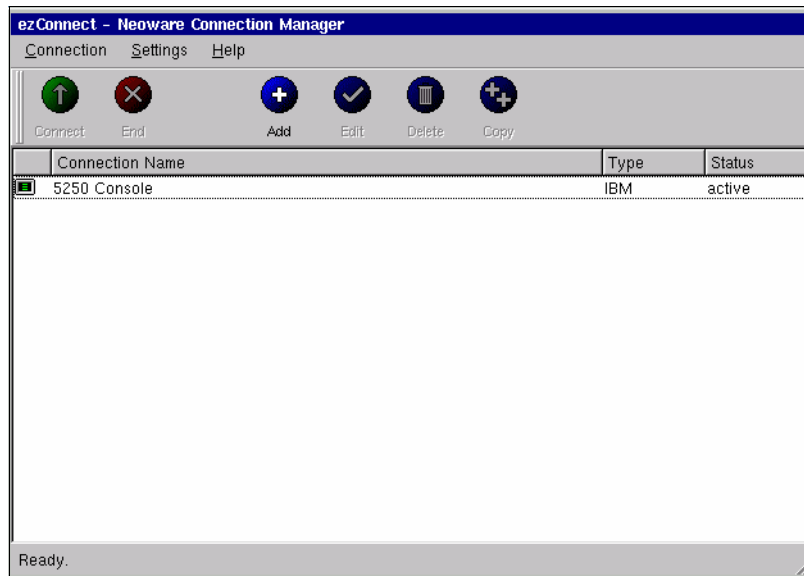 ezConnect - Neoware Connection Manager
Connection Settings Help
Connect End Add Edit Delete Copy
Connection Name Type Status
5250 Console IBM active
Ready.